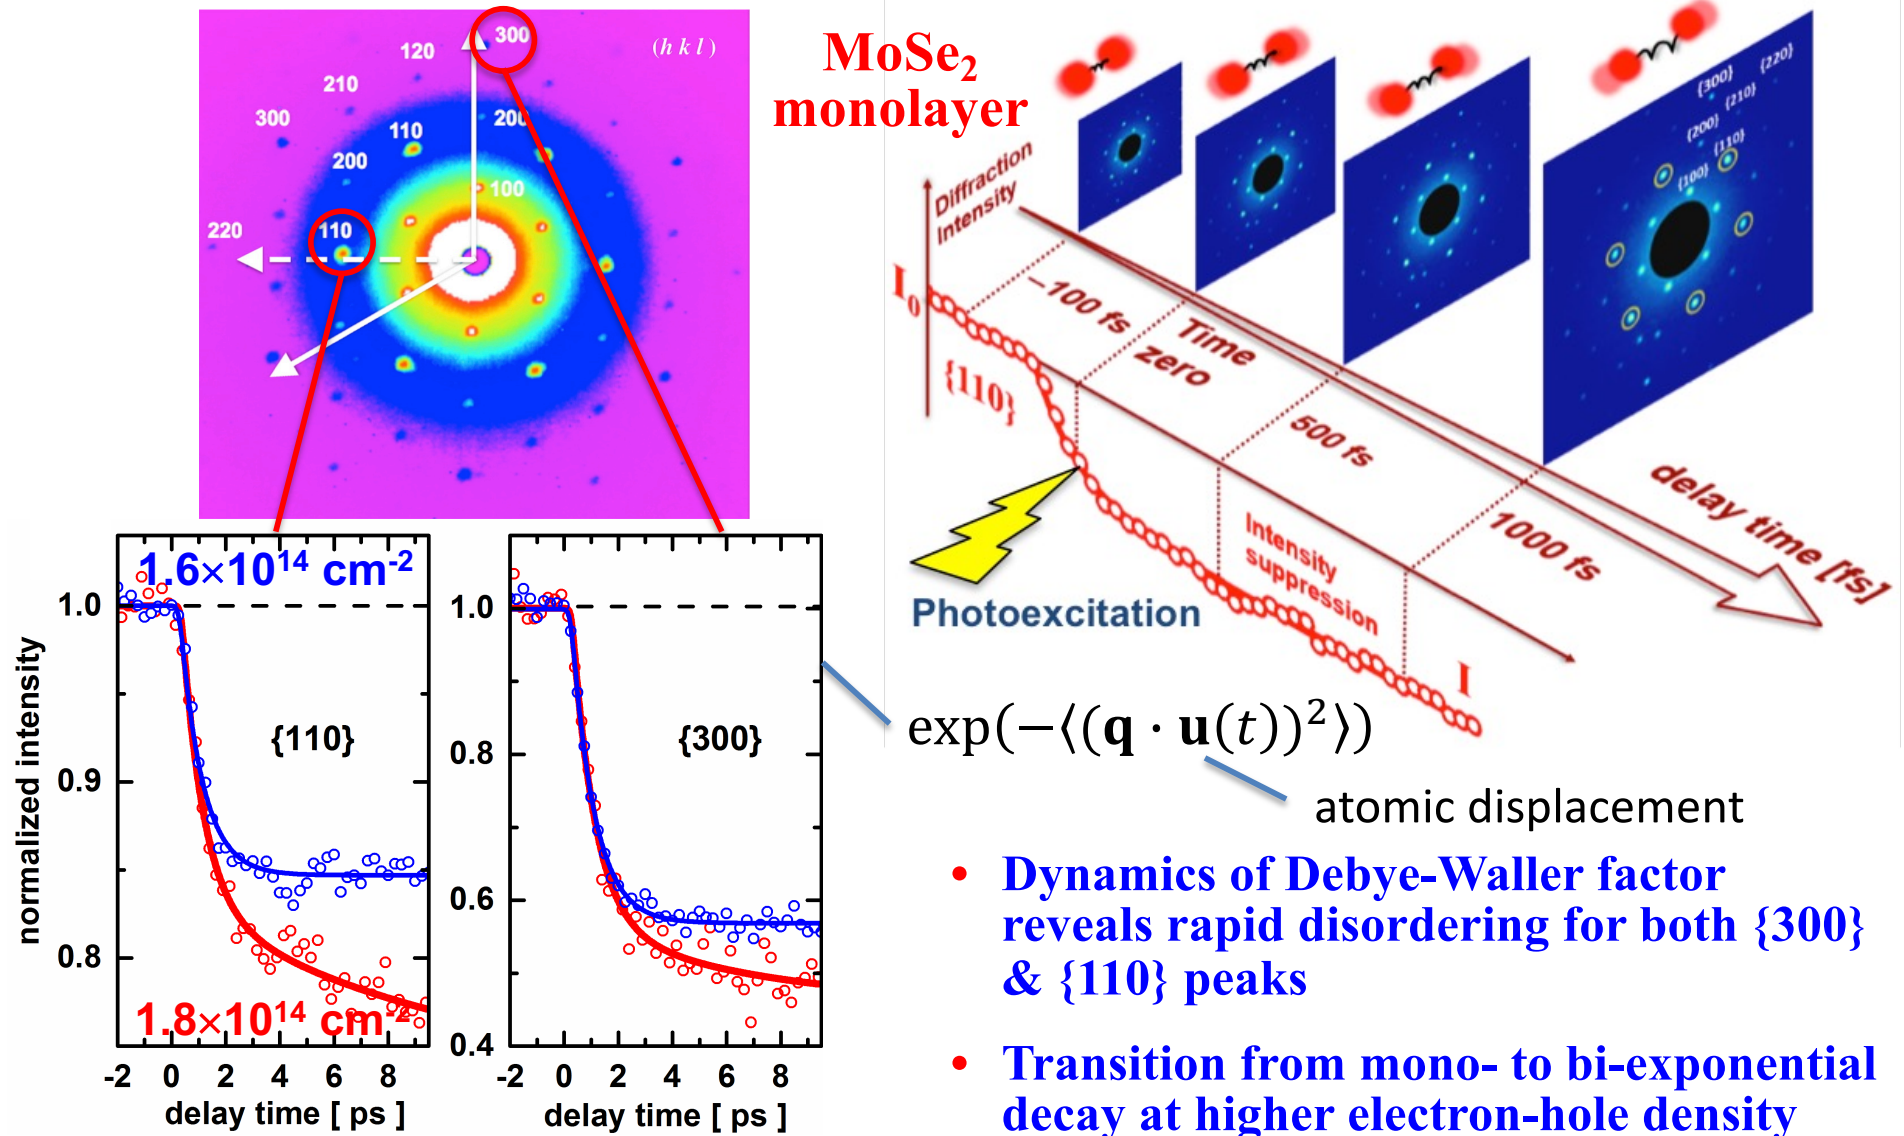 300
120
(h k l)
210
300
110
200
200
100
110
220
MoSe₂
monolayer
{300}
{220}
{210}
{200}
{110}
{100}
Diffraction
Intensity
I₀
{110}
–100 fs
Time
zero
500 fs
1000 fs
delay time [fs]
Intensity
suppression
I
Photoexcitation
1.6×10¹⁴ cm⁻²
1.0
0.9
0.8
normalized intensity
{110}
1.8×10¹⁴ cm⁻²
-2 0 2 4 6 8
delay time [ ps ]
1.0
0.8
0.6
0.4
{300}
-2 0 2 4 6 8
delay time [ ps ]
exp(−⟨(𝐪 · 𝐮(t))²⟩)
atomic displacement
• Dynamics of Debye-Waller factor
reveals rapid disordering for both {300}
& {110} peaks
• Transition from mono- to bi-exponential
decay at higher electron-hole density